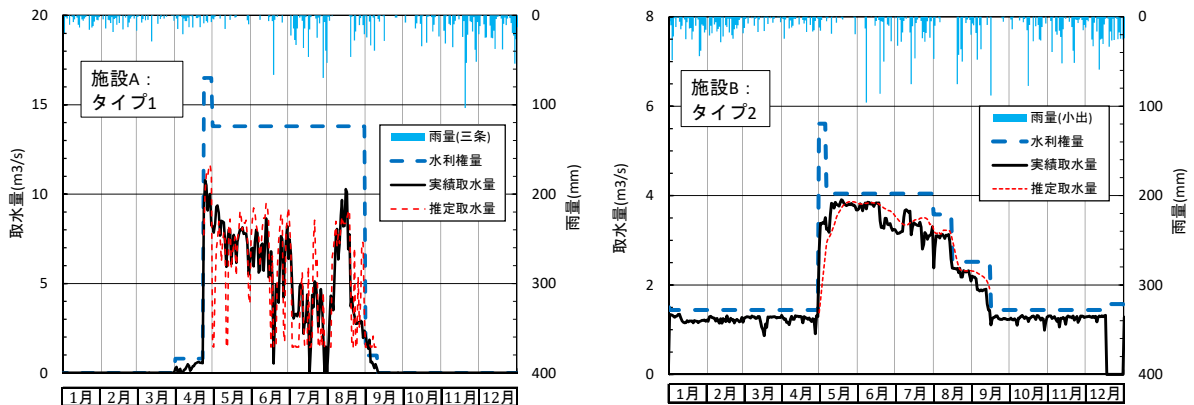 20
15
10
5
0
取水量(m3/s)
施設A：
タイプ1
雨量(三条)
水利権量
実績取水量
推定取水量
0
100
200
300
400
雨量(mm)
1月 2月 3月 4月 5月 6月 7月 8月 9月 10月 11月 12月
8
6
4
2
0
取水量(m3/s)
施設B：
タイプ2
雨量(小出)
水利権量
実績取水量
推定取水量
0
100
200
300
400
雨量(mm)
1月 2月 3月 4月 5月 6月 7月 8月 9月 10月 11月 12月